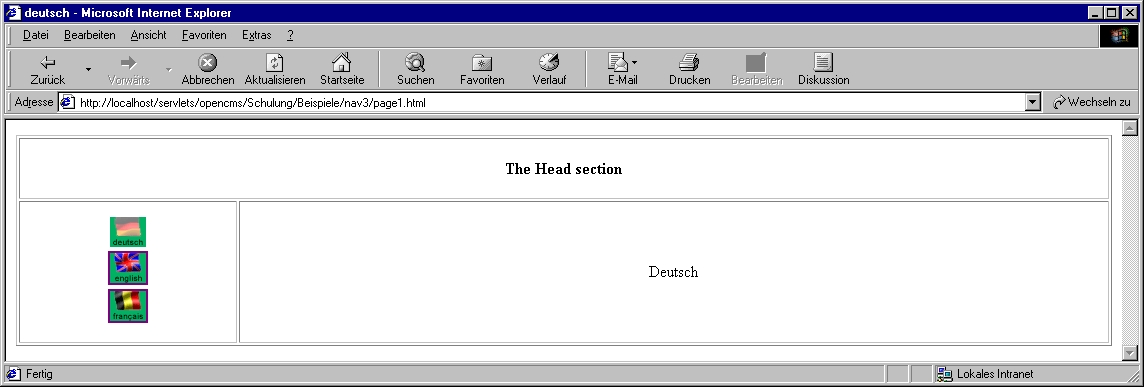 deutsch - Microsoft Internet Explorer
Datei Bearbeiten Ansicht Favoriten Extras ?
Zurück Vorwärts Abbrechen Aktualisieren Startseite Suchen Favoriten Verlauf E-Mail Drucken Bearbeiten Diskussion
Adresse http://localhost/servlets/opencms/Schulung/Beispiele/nav3/page1.html Wechseln zu
The Head section
deutsch
english
français
Deutsch
Fertig Lokales Intranet